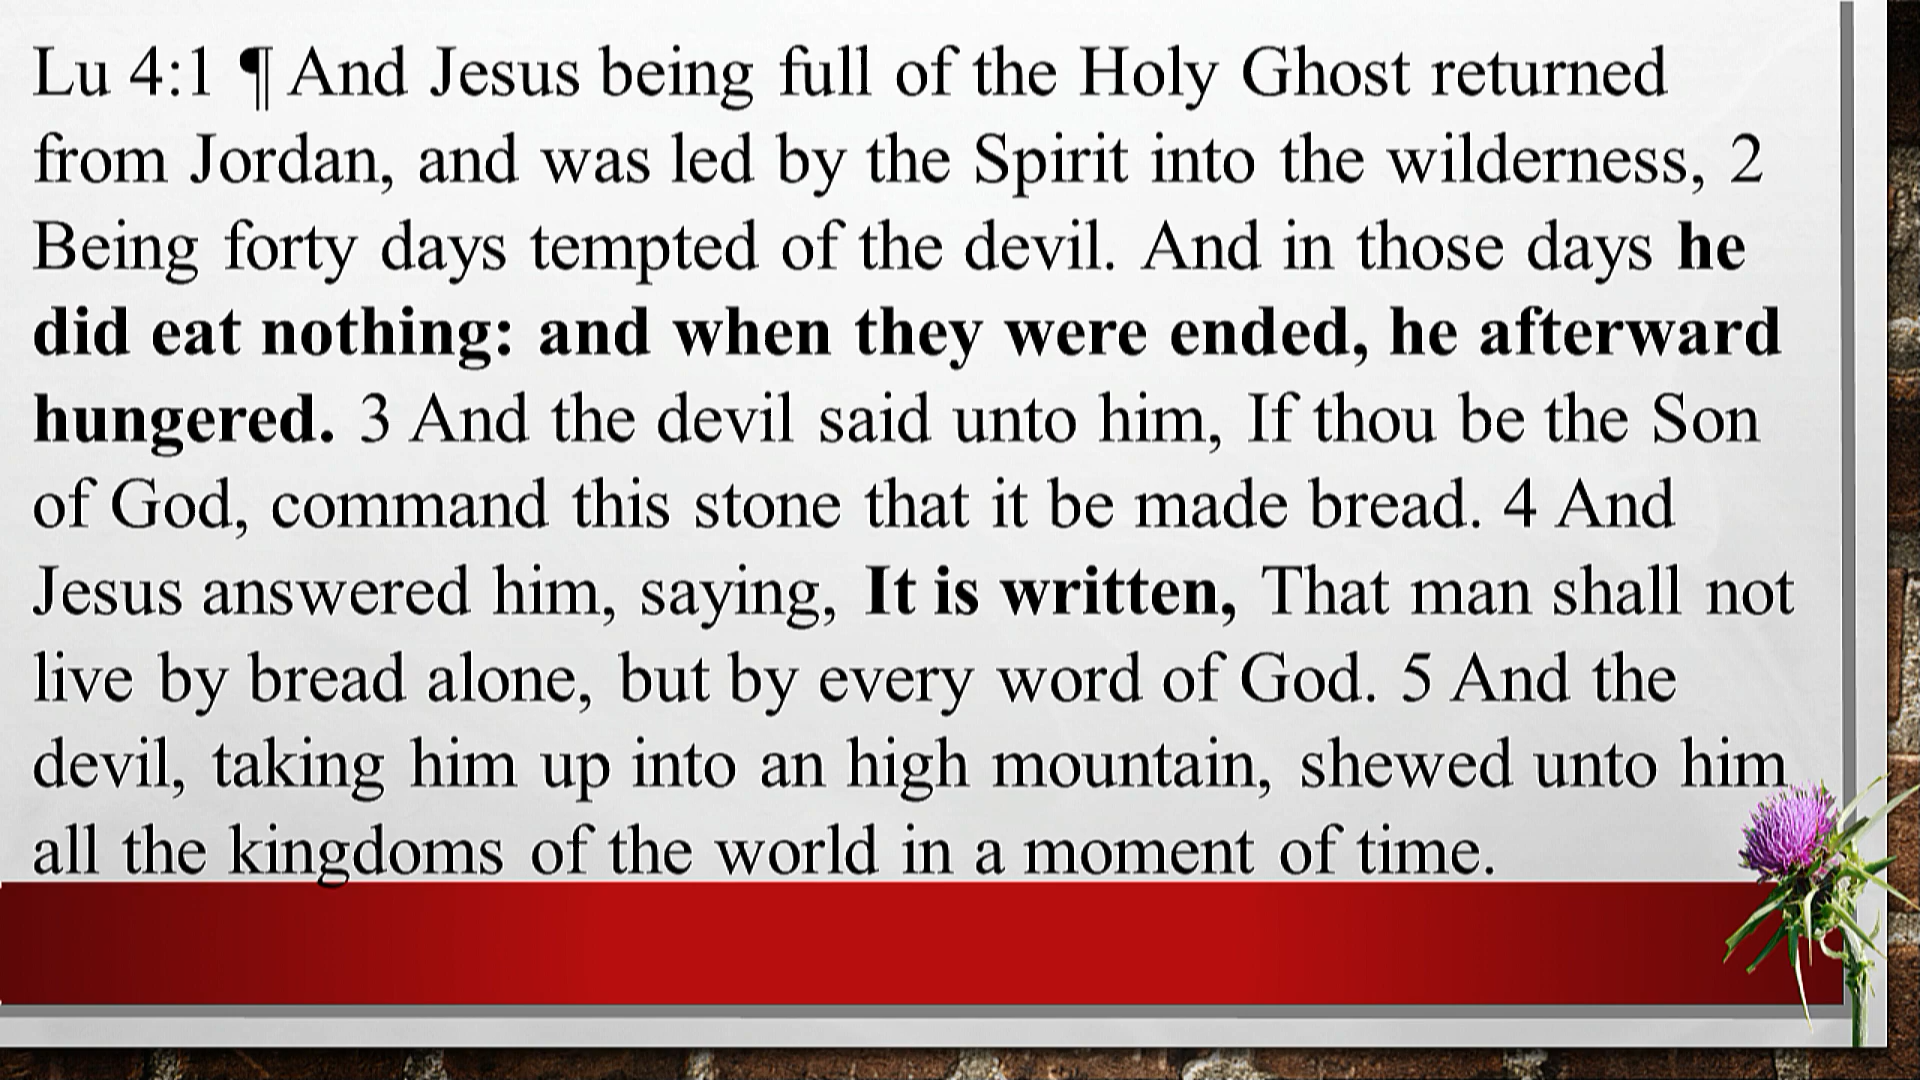 Lu 4:1 ¶ And Jesus being full of the Holy Ghost returned
from Jordan, and was led by the Spirit into the wilderness, 2
Being forty days tempted of the devil. And in those days he
did eat nothing: and when they were ended, he afterward
hungered. 3 And the devil said unto him, If thou be the Son
of God, command this stone that it be made bread. 4 And
Jesus answered him, saying, It is written, That man shall not
live by bread alone, but by every word of God. 5 And the
devil, taking him up into an high mountain, shewed unto him
all the kingdoms of the world in a moment of time.